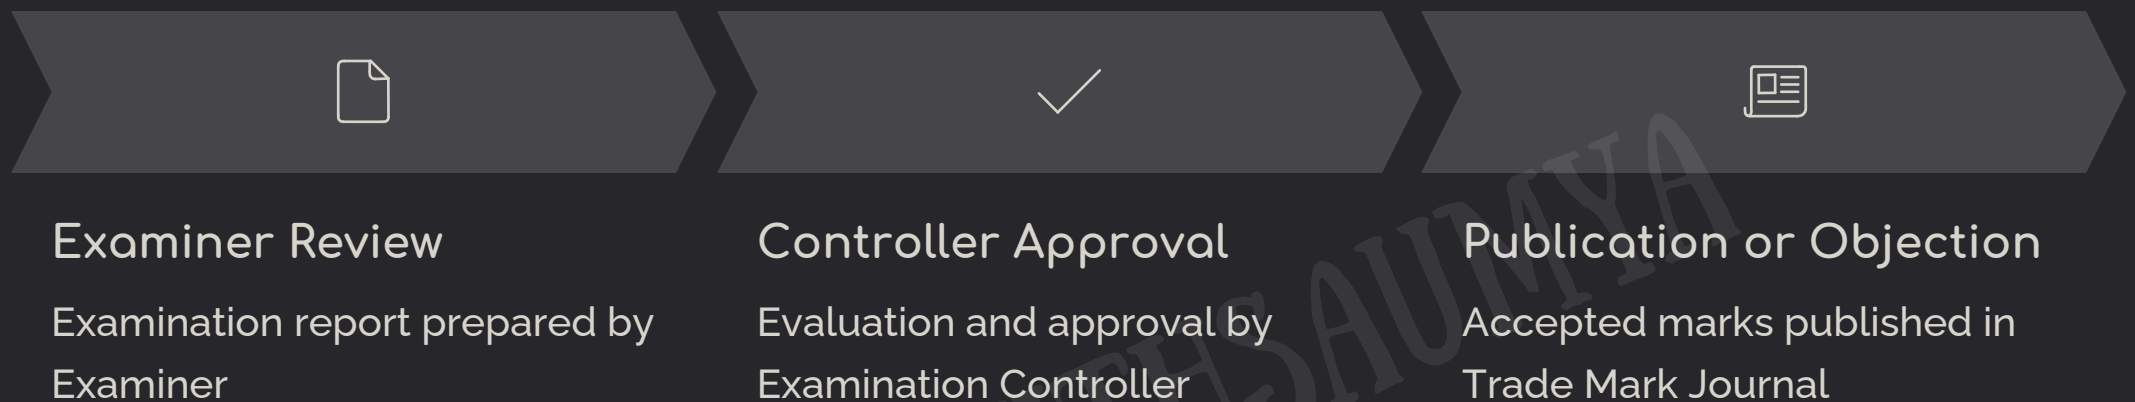 Examiner Review
Examination report prepared by
Examiner
Controller Approval
Evaluation and approval by
Examination Controller
Publication or Objection
Accepted marks published in
Trade Mark Journal